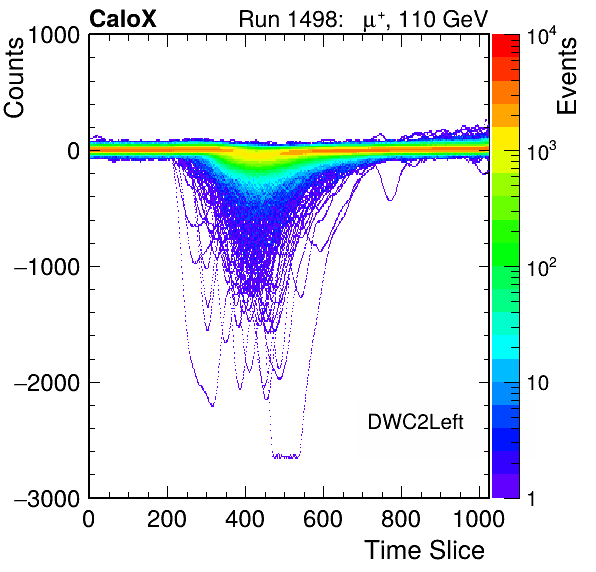 CaloX Run 1498: μ⁺, 110 GeV
Counts
Events
1000
0
−1000
−2000
−3000
0 200 400 600 800 1000
Time Slice
DWC2Left
10⁴
10³
10²
10
1